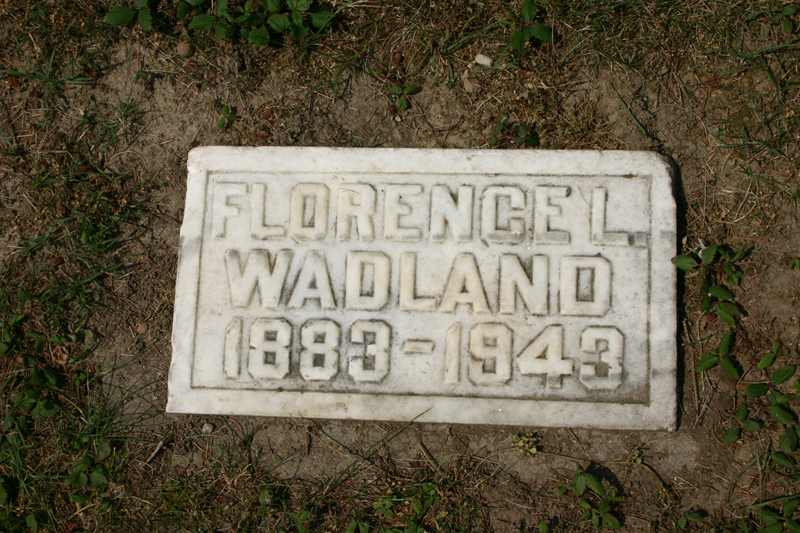 FLORENCE L.
WADLAND
1883-1943